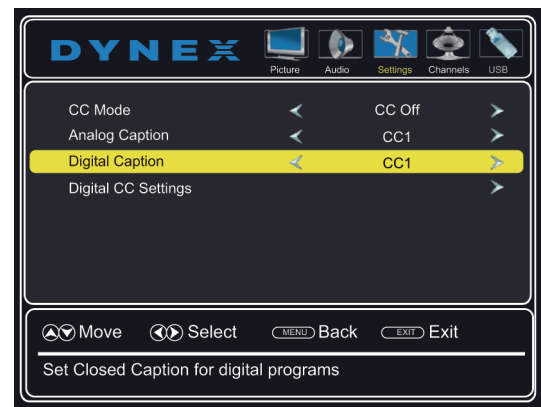 DYNEX
Picture Audio Settings Channels USB
CC Mode CC Off
Analog Caption CC1
Digital Caption CC1
Digital CC Settings
Move Select MENU Back EXIT Exit
Set Closed Caption for digital programs